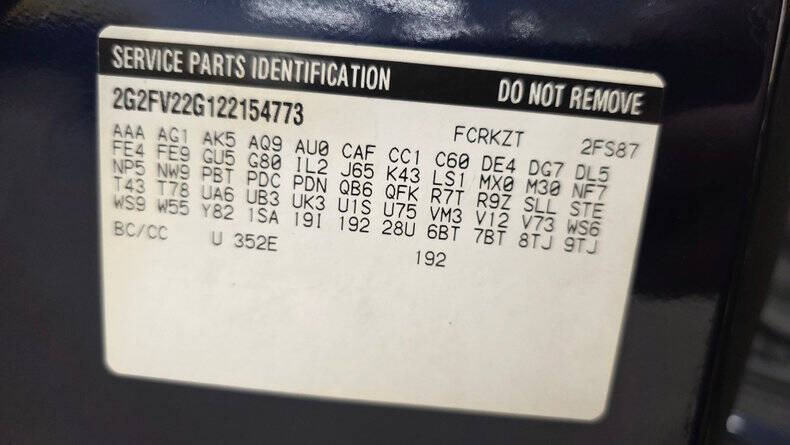 SERVICE PARTS IDENTIFICATION DO NOT REMOVE
2G2FV22G122154773 FCRKZT 2FS87
AAA AG1 AK5 AQ9 AU0 CAF CC1 C60 DE4 DG7 DL5
FE4 FE9 GU5 G80 IL2 J65 K43 LS1 MX0 M30 NF7
NP5 NW9 PBT PDC PDN QB6 QFK R7T R9Z SLL STE
T43 T78 UA6 UB3 UK3 U1S U75 VM3 V12 V73 WS6
WS9 W55 Y82 1SA 19I 192 28U 6BT 7BT 8TJ 9TJ
BC/CC U 352E 192